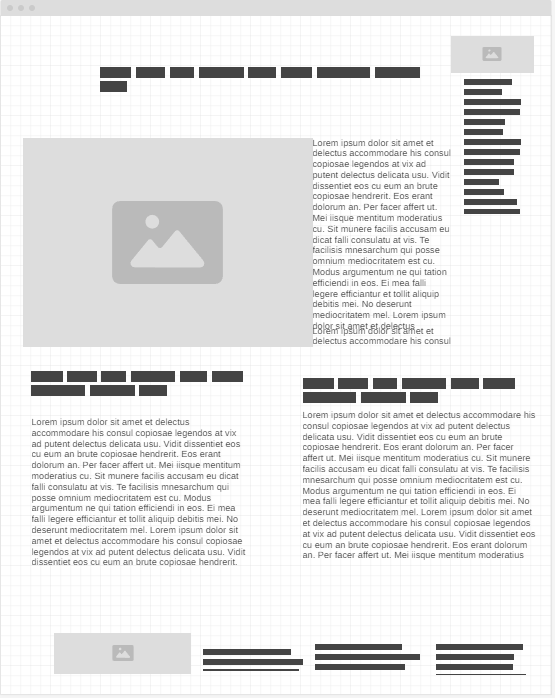 Lorem ipsum dolor sit amet et
delectus accommodare his consul
copiosae legendos at vix ad
putent delectus delicata usu. Vidit
dissentiet eos cu eum an brute
copiosae hendrerit. Eos erant
dolorum an. Per facer affert ut.
Mei iisque mentitum moderatius
cu. Sit munere facilis accusam eu
dicat falli consulatu at vis. Te
facilisis mnesarchum qui posse
omnium mediocritatem est cu.
Modus argumentum ne qui tation
efficiendi in eos. Ei mea falli
legere efficiantur et tollit aliquip
debitis mei. No deserunt
mediocritatem mel. Lorem ipsum
dolor sit amet et delectus
Lorem ipsum dolor sit amet et
delectus accommodare his consul
Lorem ipsum dolor sit amet et delectus
accommodare his consul copiosae legendos at vix
ad putent delectus delicata usu. Vidit dissentiet eos
cu eum an brute copiosae hendrerit. Eos erant
dolorum an. Per facer affert ut. Mei iisque mentitum
moderatius cu. Sit munere facilis accusam eu dicat
falli consulatu at vis. Te facilisis mnesarchum qui
posse omnium mediocritatem est cu. Modus
argumentum ne qui tation efficiendi in eos. Ei mea
falli legere efficiantur et tollit aliquip debitis mei. No
deserunt mediocritatem mel. Lorem ipsum dolor sit
amet et delectus accommodare his consul copiosae
legendos at vix ad putent delectus delicata usu. Vidit
dissentiet eos cu eum an brute copiosae hendrerit.
Lorem ipsum dolor sit amet et delectus accommodare his
consul copiosae legendos at vix ad putent delectus
delicata usu. Vidit dissentiet eos cu eum an brute
copiosae hendrerit. Eos erant dolorum an. Per facer
affert ut. Mei iisque mentitum moderatius cu. Sit munere
facilis accusam eu dicat falli consulatu at vis. Te facilisis
mnesarchum qui posse omnium mediocritatem est cu.
Modus argumentum ne qui tation efficiendi in eos. Ei
mea falli legere efficiantur et tollit aliquip debitis mei. No
deserunt mediocritatem mel. Lorem ipsum dolor sit amet
et delectus accommodare his consul copiosae legendos
at vix ad putent delectus delicata usu. Vidit dissentiet eos
cu eum an brute copiosae hendrerit. Eos erant dolorum
an. Per facer affert ut. Mei iisque mentitum moderatius